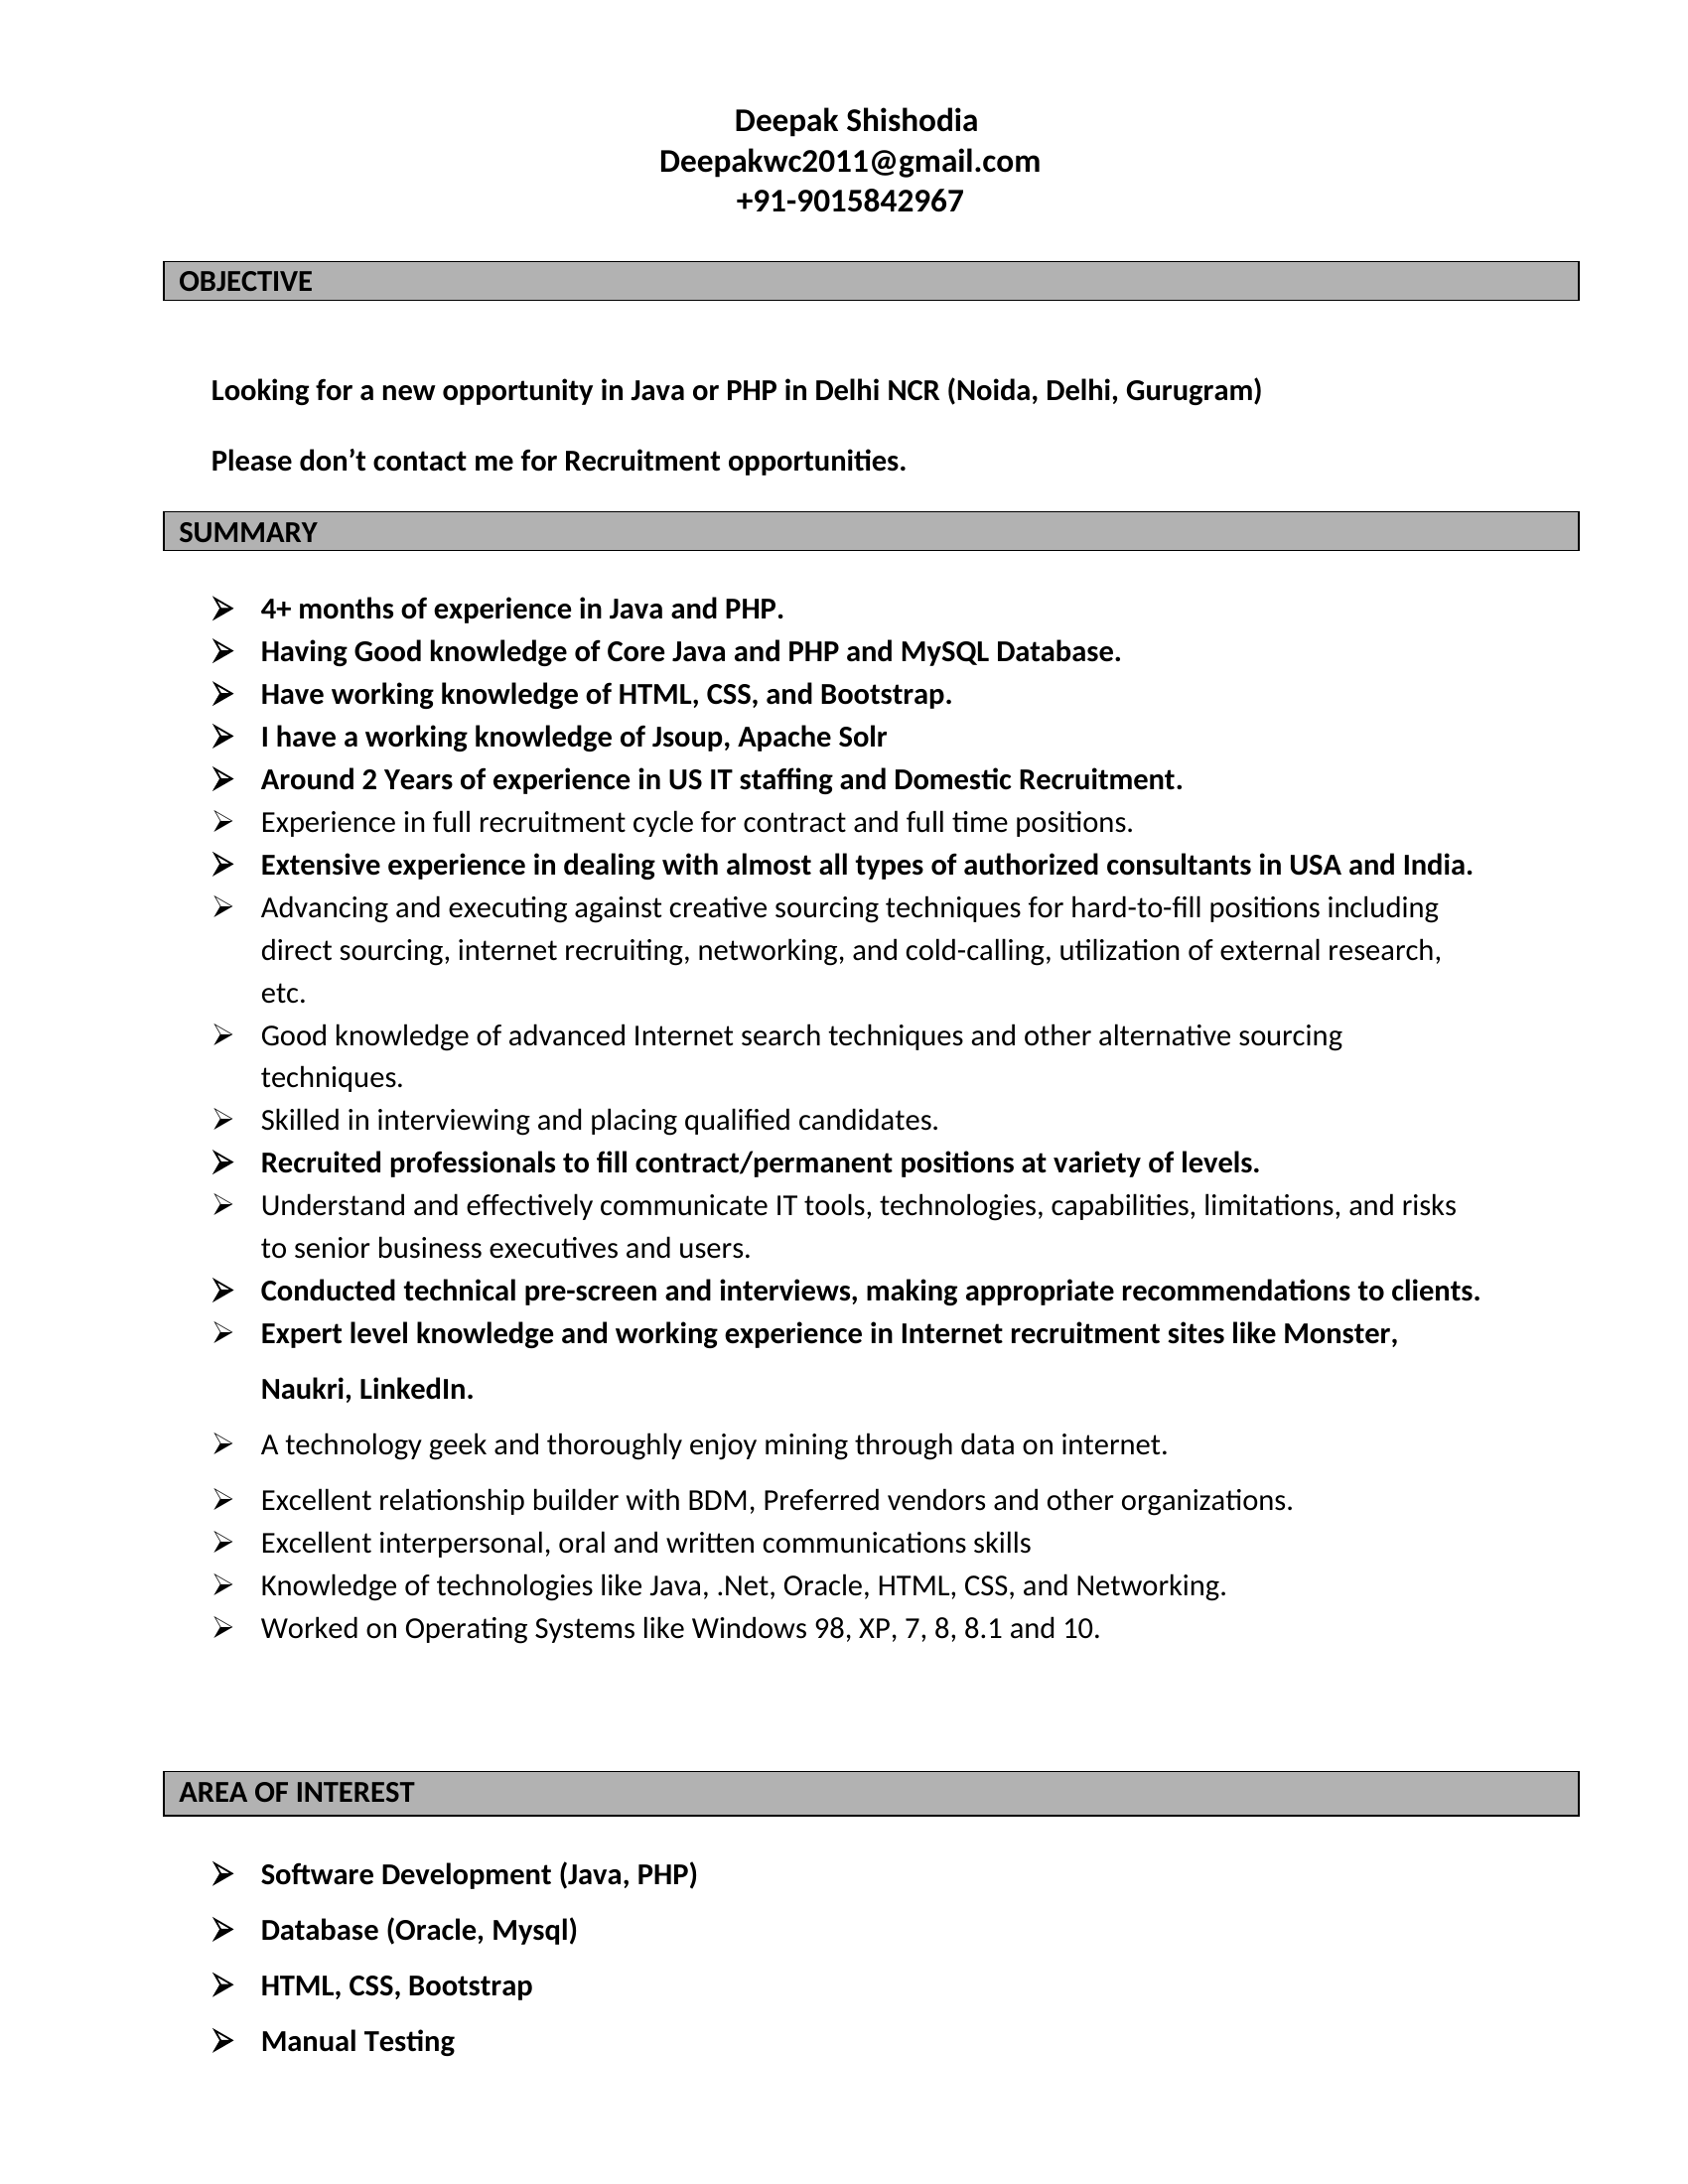 Deepak Shishodia
Deepakwc2011@gmail.com
+91-9015842967
OBJECTIVE
Looking for a new opportunity in Java or PHP in Delhi NCR (Noida, Delhi, Gurugram)
Please don’t contact me for Recruitment opportunities.
SUMMARY
➢ 4+ months of experience in Java and PHP.
➢ Having Good knowledge of Core Java and PHP and MySQL Database.
➢ Have working knowledge of HTML, CSS, and Bootstrap.
➢ I have a working knowledge of Jsoup, Apache Solr
➢ Around 2 Years of experience in US IT staffing and Domestic Recruitment.
➢ Experience in full recruitment cycle for contract and full time positions.
➢ Extensive experience in dealing with almost all types of authorized consultants in USA and India.
➢ Advancing and executing against creative sourcing techniques for hard-to-fill positions including
direct sourcing, internet recruiting, networking, and cold-calling, utilization of external research,
etc.
➢ Good knowledge of advanced Internet search techniques and other alternative sourcing
techniques.
➢ Skilled in interviewing and placing qualified candidates.
➢ Recruited professionals to fill contract/permanent positions at variety of levels.
➢ Understand and effectively communicate IT tools, technologies, capabilities, limitations, and risks
to senior business executives and users.
➢ Conducted technical pre-screen and interviews, making appropriate recommendations to clients.
➢ Expert level knowledge and working experience in Internet recruitment sites like Monster,
Naukri, LinkedIn.
➢ A technology geek and thoroughly enjoy mining through data on internet.
➢ Excellent relationship builder with BDM, Preferred vendors and other organizations.
➢ Excellent interpersonal, oral and written communications skills
➢ Knowledge of technologies like Java, .Net, Oracle, HTML, CSS, and Networking.
➢ Worked on Operating Systems like Windows 98, XP, 7, 8, 8.1 and 10.
AREA OF INTEREST
➢ Software Development (Java, PHP)
➢ Database (Oracle, Mysql)
➢ HTML, CSS, Bootstrap
➢ Manual Testing